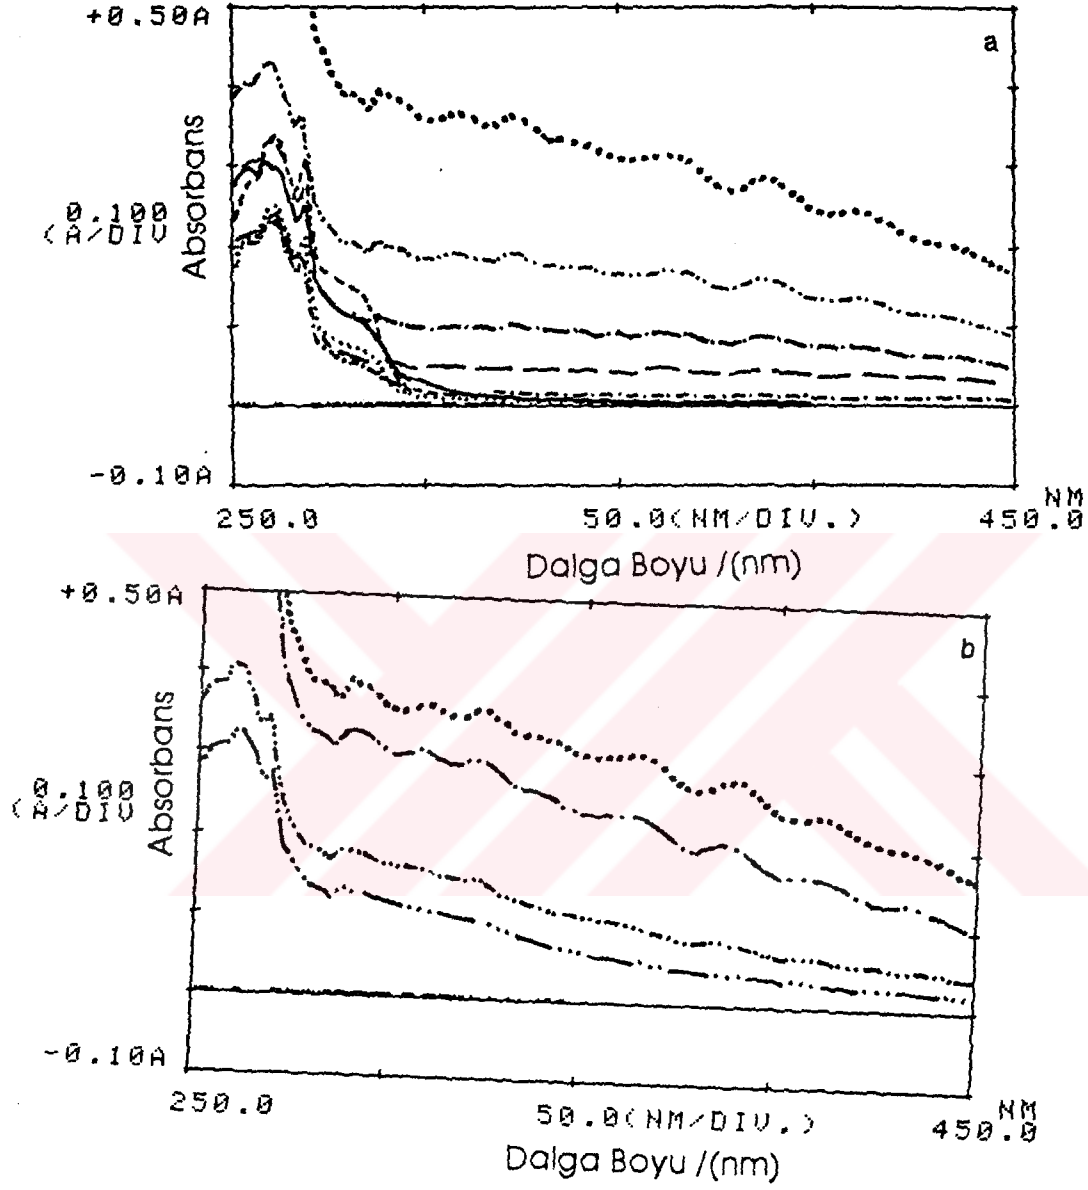 +0.50A
a
Absorbans
0.100
(A/DIV
-0.10A
NM
250.0
50.0(NM/DIV.)
450.0
Dalga Boyu /(nm)
+0.50A
b
Absorbans
0.100
(A/DIV
-0.10A
NM
250.0
50.0(NM/DIV.)
450.0
Dalga Boyu /(nm)